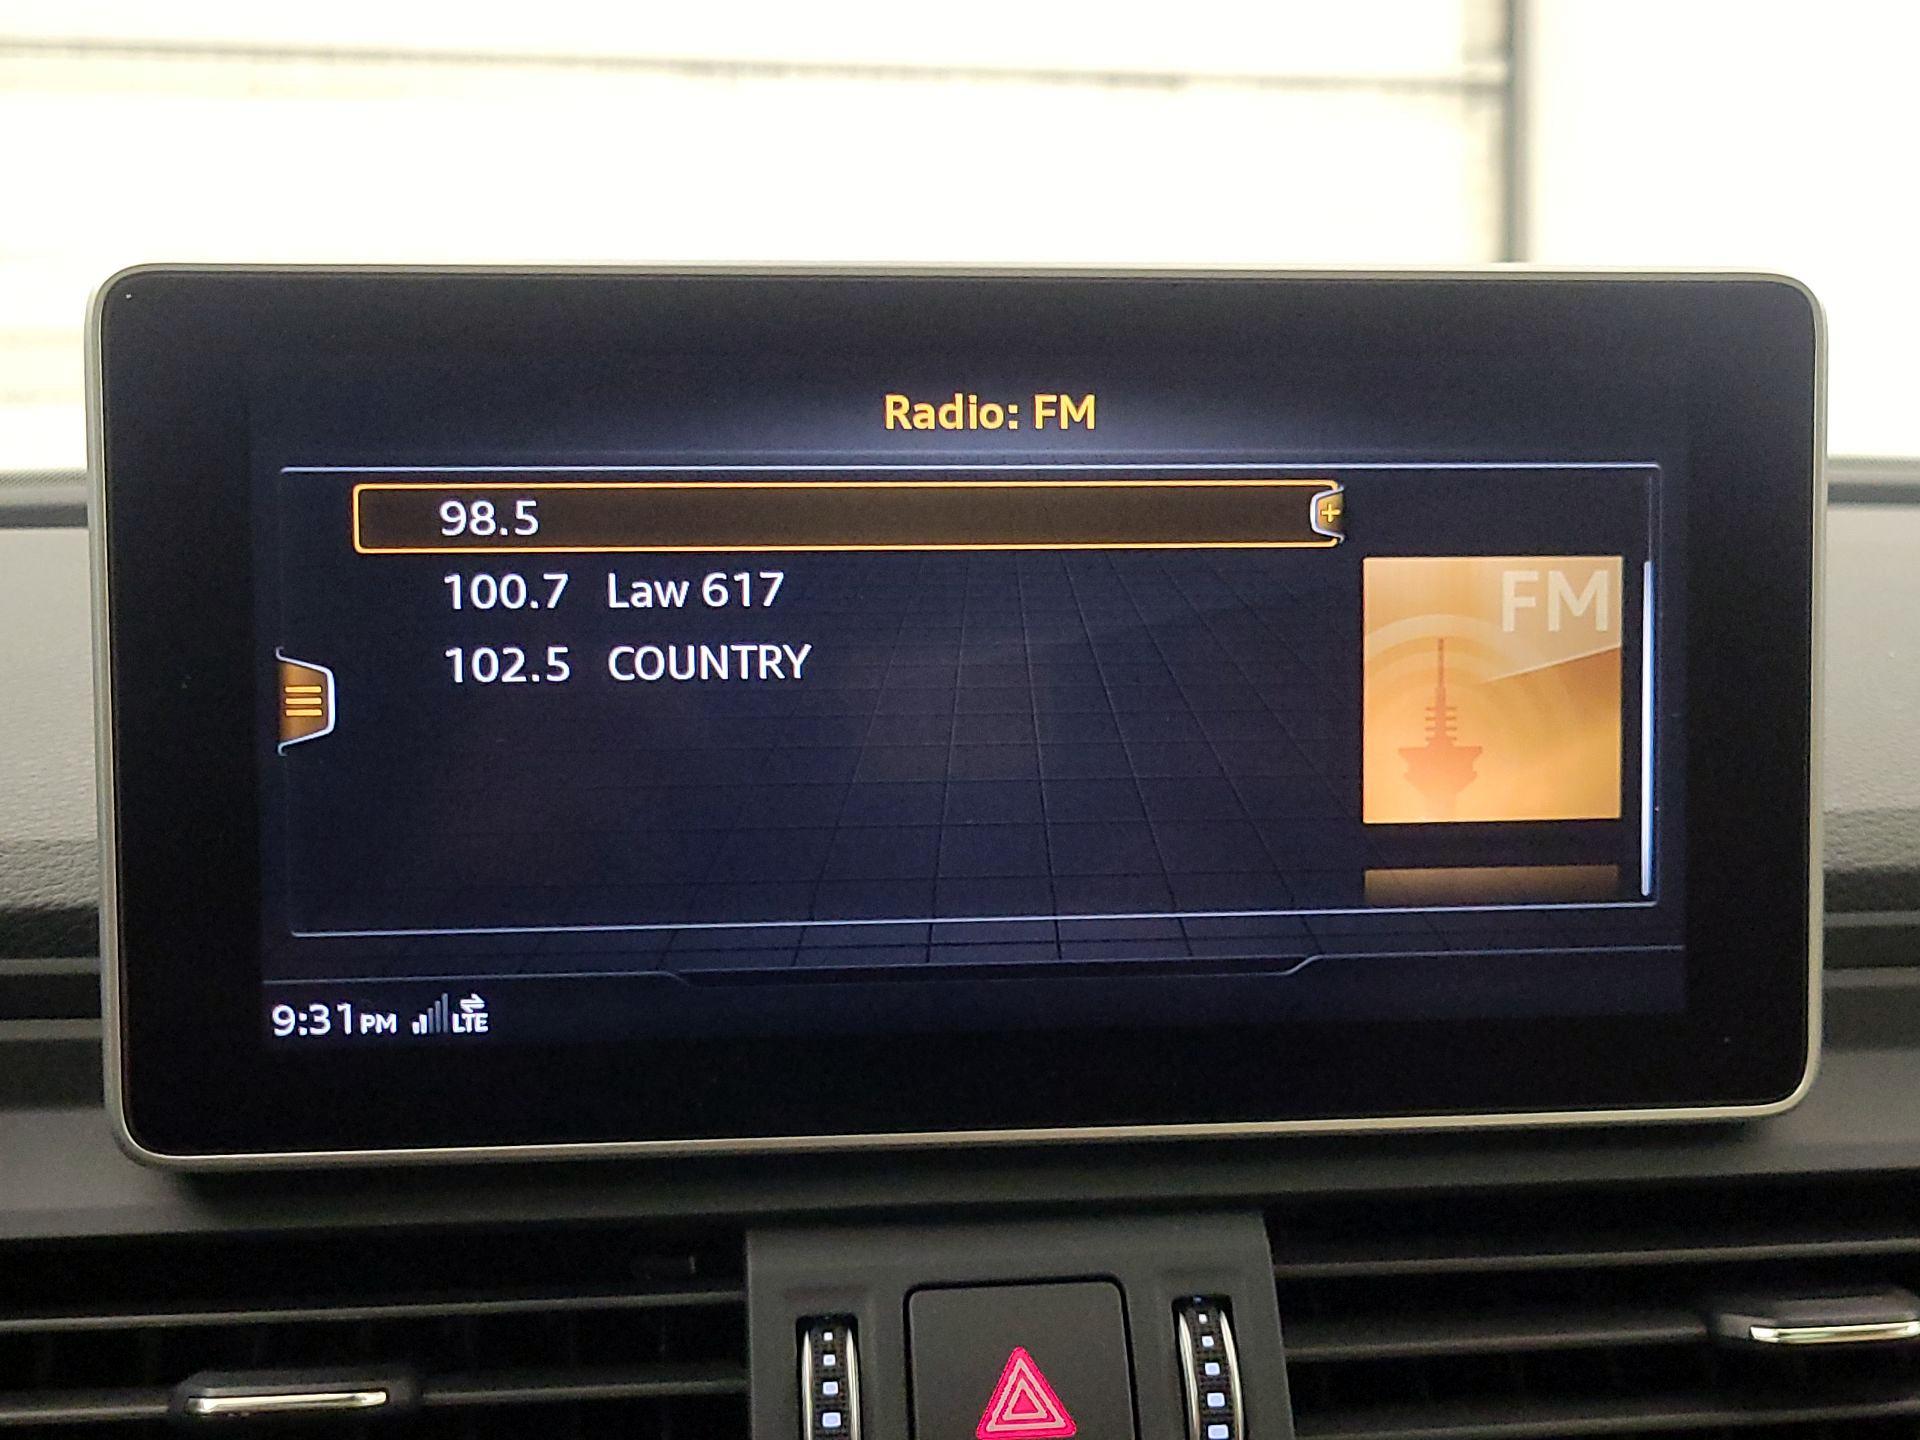 Radio: FM
98.5
100.7 Law 617
102.5 COUNTRY
FM
9:31 PM LTE